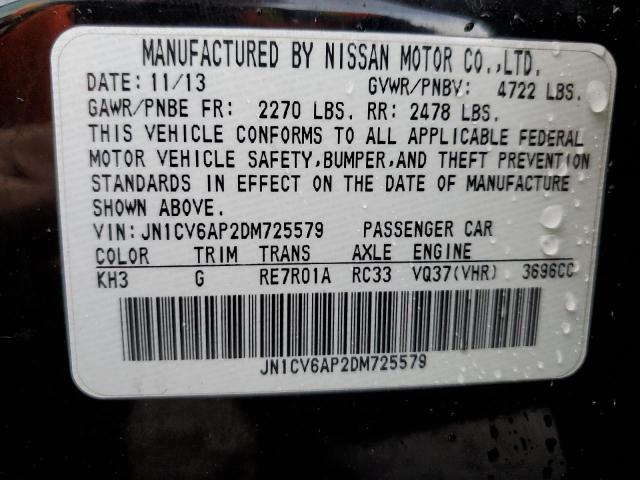 MANUFACTURED BY NISSAN MOTOR CO.,LTD.
DATE: 11/13 GVWR/PNBV: 4722 LBS.
GAWR/PNBE FR: 2270 LBS. RR: 2478 LBS.
THIS VEHICLE CONFORMS TO ALL APPLICABLE FEDERAL
MOTOR VEHICLE SAFETY,BUMPER,AND THEFT PREVENTION
STANDARDS IN EFFECT ON THE DATE OF MANUFACTURE
SHOWN ABOVE.
VIN: JN1CV6AP2DM725579 PASSENGER CAR
COLOR TRIM TRANS AXLE ENGINE
KH3 G RE7R01A RC33 VQ37(VHR) 3696CC
JN1CV6AP2DM725579